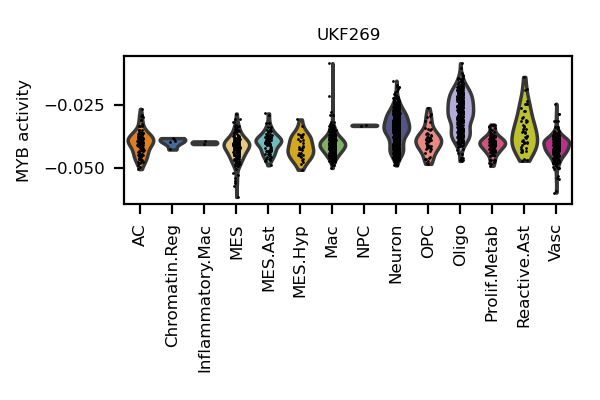 UKF269
MYB activity
−0.025
−0.050
AC
Chromatin.Reg
Inflammatory.Mac
MES
MES.Ast
MES.Hyp
Mac
NPC
Neuron
OPC
Oligo
Prolif.Metab
Reactive.Ast
Vasc